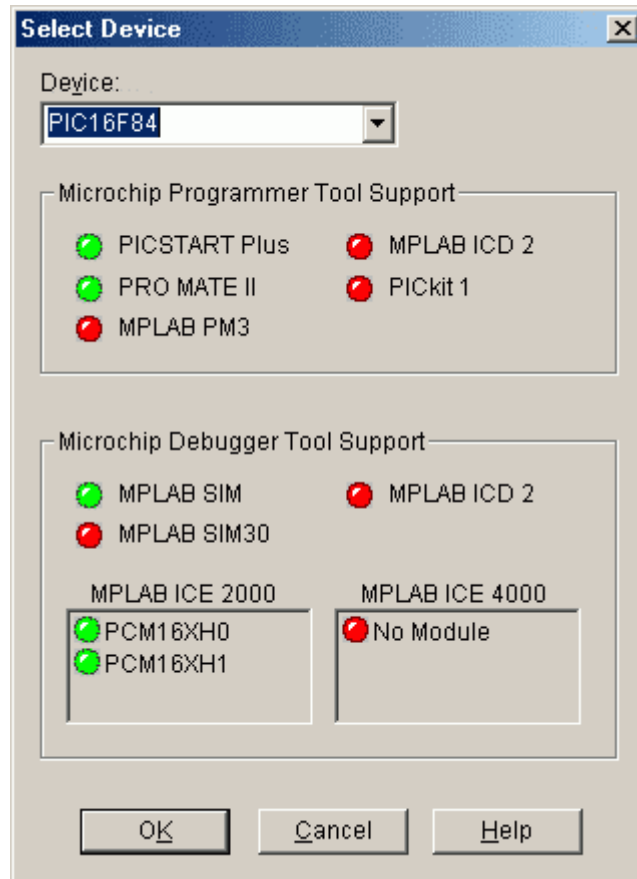 Select Device
Device:
PIC16F84
Microchip Programmer Tool Support
PICSTART Plus
MPLAB ICD 2
PRO MATE II
PICkit 1
MPLAB PM3
Microchip Debugger Tool Support
MPLAB SIM
MPLAB ICD 2
MPLAB SIM30
MPLAB ICE 2000
MPLAB ICE 4000
PCM16XH0
No Module
PCM16XH1
OK
Cancel
Help